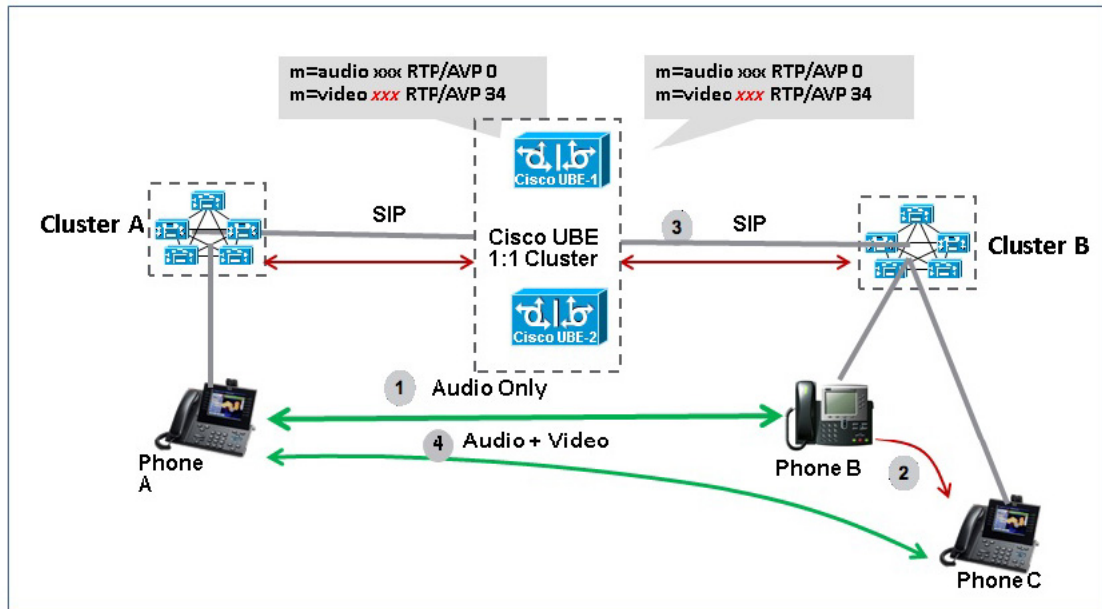 m=audio xxx RTP/AVP 0
m=video xxx RTP/AVP 34
m=audio xxx RTP/AVP 0
m=video xxx RTP/AVP 34
Cisco UBE-1
Cluster A
SIP
Cisco UBE
1:1 Cluster
3
SIP
Cluster B
Cisco UBE-2
1
Audio Only
4
Audio + Video
Phone
A
Phone B
2
Phone C